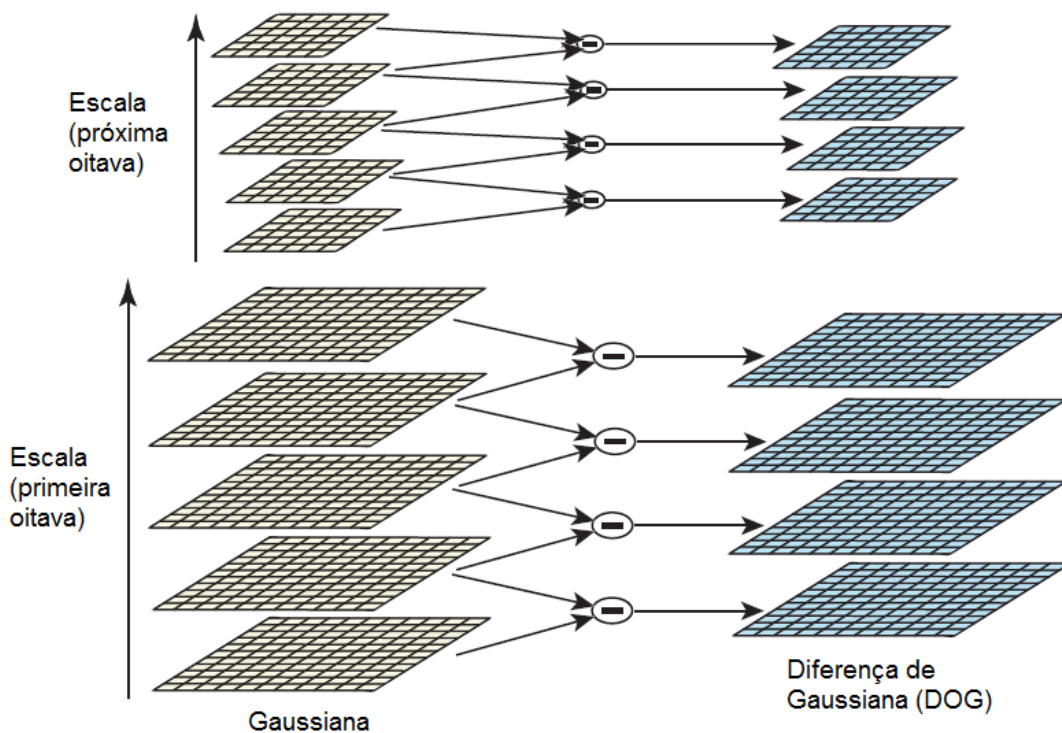 Escala
(próxima
oitava)
Escala
(primeira
oitava)
Gaussiana
Diferença de
Gaussiana (DOG)